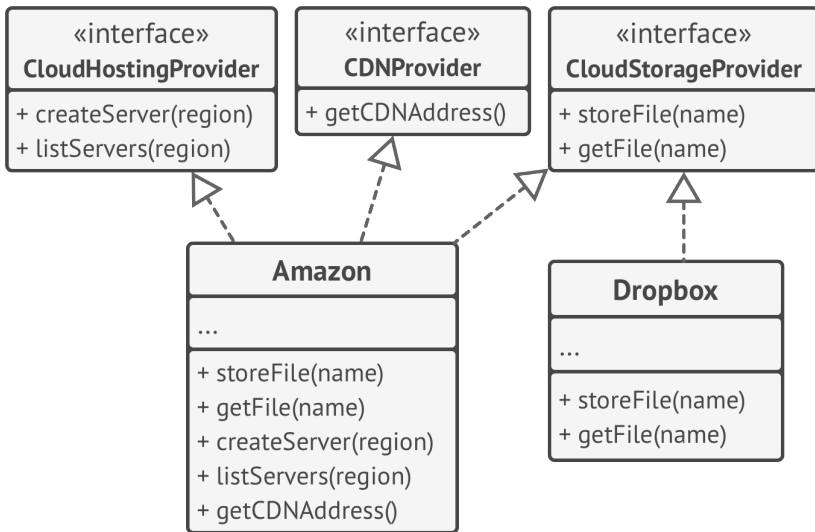 «interface»
CloudHostingProvider
+ createServer(region)
+ listServers(region)
«interface»
CDNProvider
+ getCDNAddress()
«interface»
CloudStorageProvider
+ storeFile(name)
+ getFile(name)
Amazon
...
+ storeFile(name)
+ getFile(name)
+ createServer(region)
+ listServers(region)
+ getCDNAddress()
Dropbox
...
+ storeFile(name)
+ getFile(name)